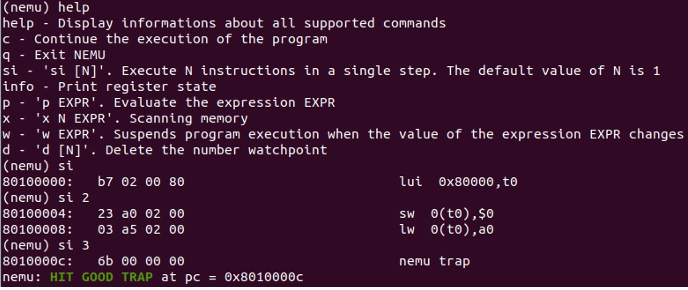 (nemu) help
help - Display informations about all supported commands
c - Continue the execution of the program
q - Exit NEMU
si - 'si [N]'. Execute N instructions in a single step. The default value of N is 1
info - Print register state
p - 'p EXPR'. Evaluate the expression EXPR
x - 'x N EXPR'. Scanning memory
w - 'w EXPR'. Suspends program execution when the value of the expression EXPR changes
d - 'd [N]'. Delete the number watchpoint
(nemu) si
80100000:   b7 02 00 80                             lui  0x80000,t0
(nemu) si 2
80100004:   23 a0 02 00                             sw  0(t0),$0
80100008:   03 a5 02 00                             lw  0(t0),a0
(nemu) si 3
8010000c:   6b 00 00 00                             nemu trap
nemu: HIT GOOD TRAP at pc = 0x8010000c